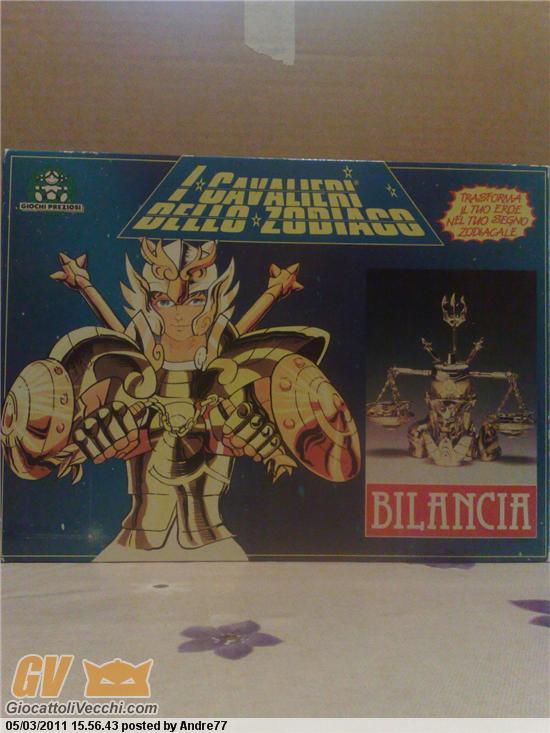 GIOCHI PREZIOSI
I CAVALIERI
DELLO ZODIACO
TRASFORMA
IL TUO EROE
NEL TUO SEGNO
ZODIACALE
BILANCIA
GV
GiocattoliVecchi.com
05/03/2011 15.56.43 posted by Andre77